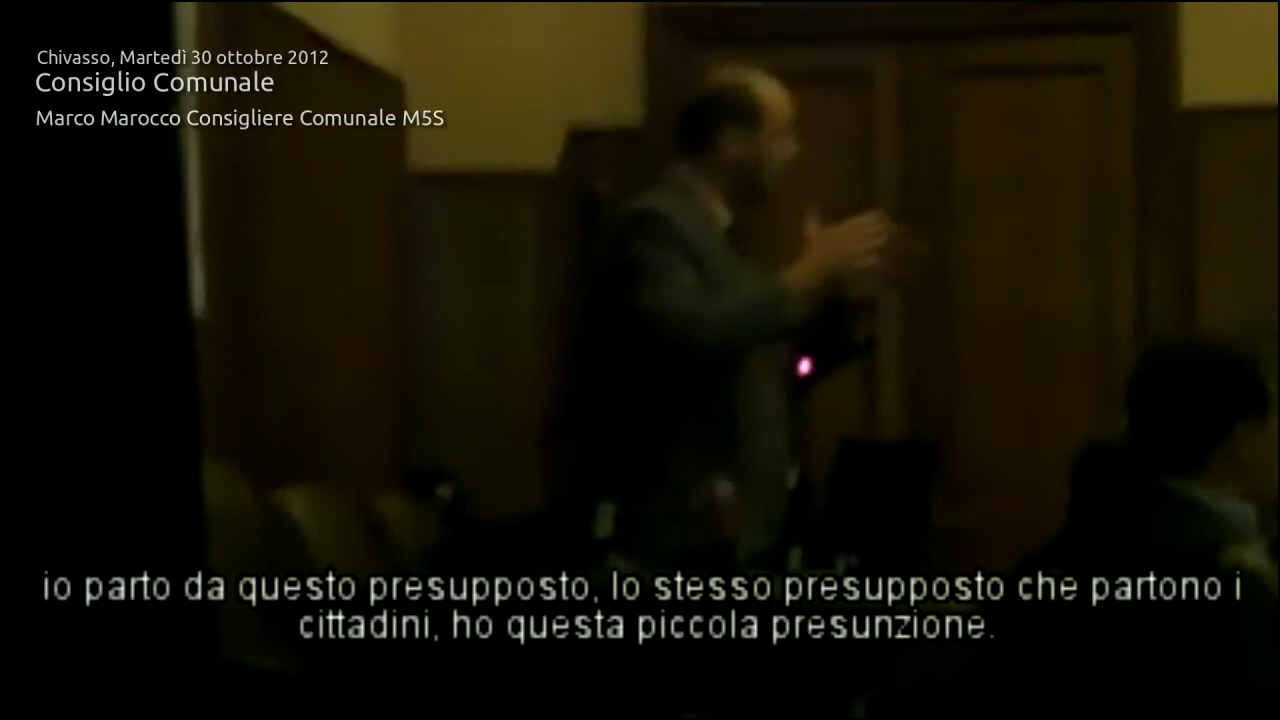 Chivasso, Martedì 30 ottobre 2012
Consiglio Comunale
Marco Marocco Consigliere Comunale M5S
io parto da questo presupposto, lo stesso presupposto che partono i
cittadini, ho questa piccola presunzione.